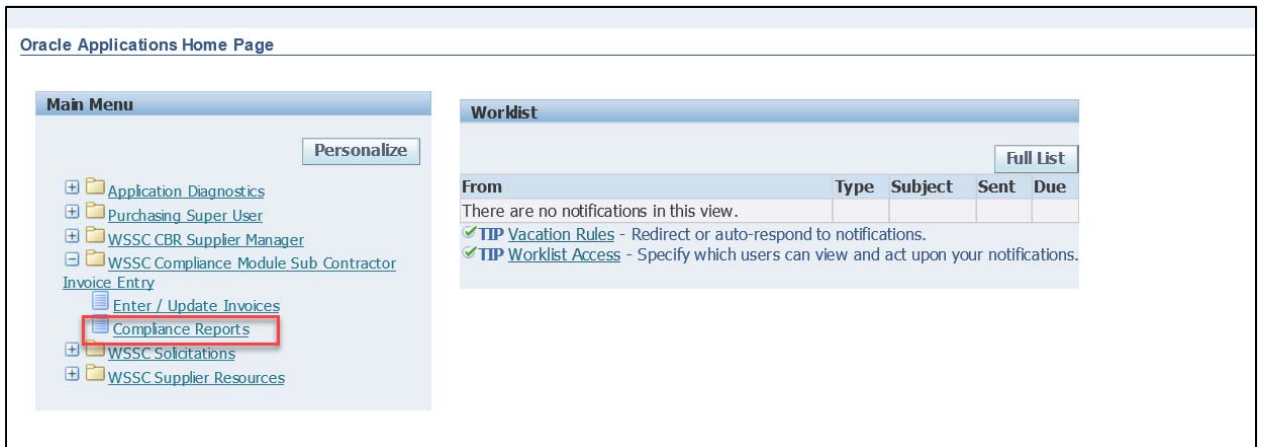 Oracle Applications Home Page
Main Menu
Personalize
Application Diagnostics
Purchasing Super User
WSSC CBR Supplier Manager
WSSC Compliance Module Sub Contractor
Invoice Entry
Enter / Update Invoices
Compliance Reports
WSSC Solicitations
WSSC Supplier Resources
Worklist
Full List
From Type Subject Sent Due
There are no notifications in this view.
TIP Vacation Rules - Redirect or auto-respond to notifications.
TIP Worklist Access - Specify which users can view and act upon your notifications.